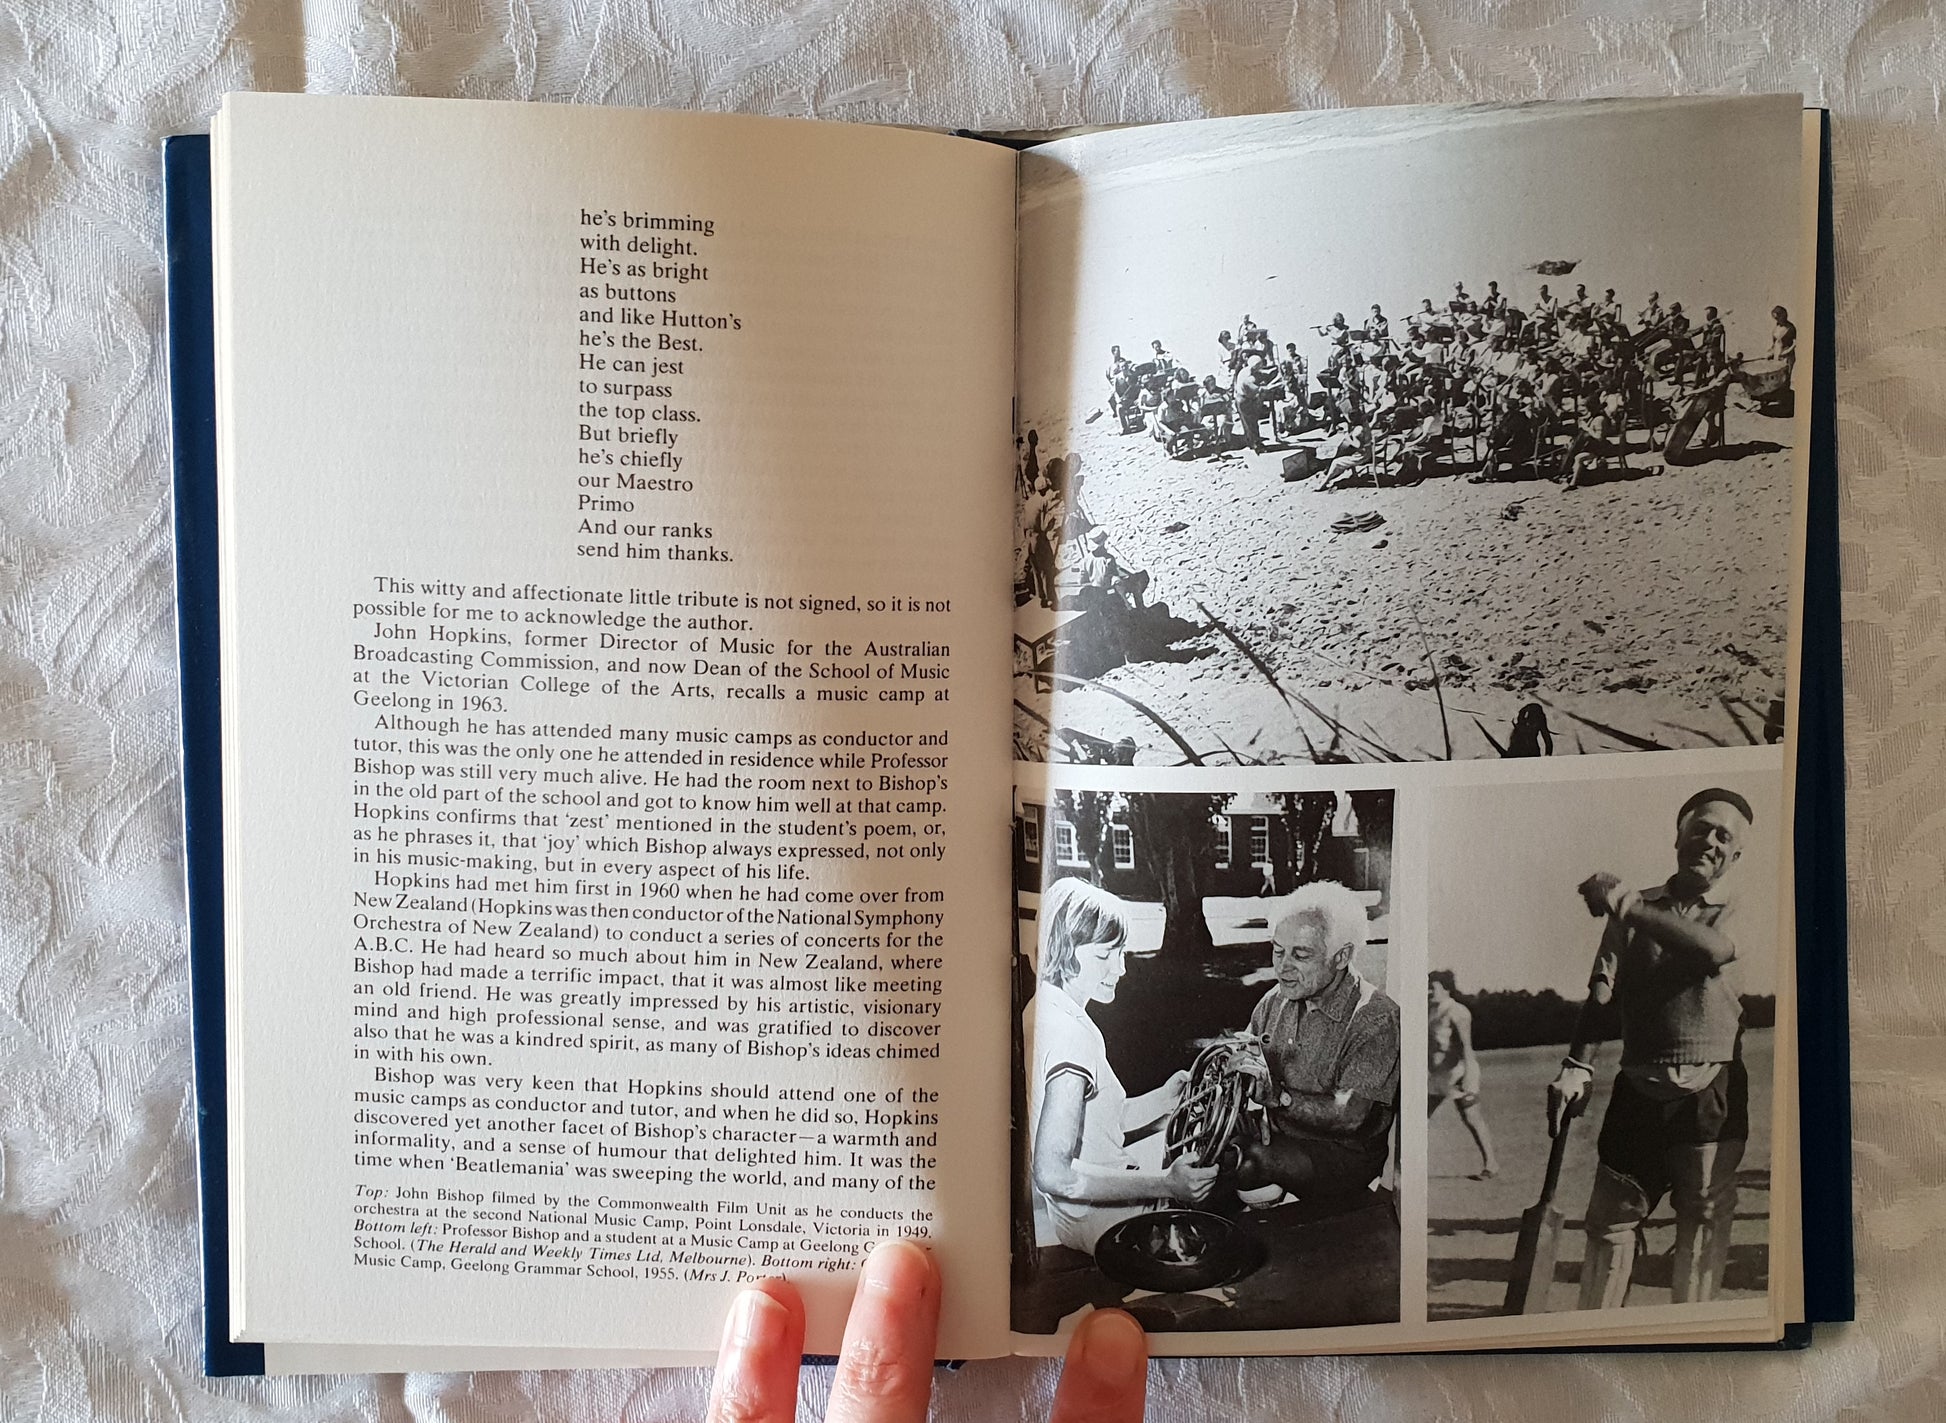 he's brimming
with delight.
He's as bright
as buttons
and like Hutton's
he's the Best.
He can jest
to surpass
the top class.
But briefly
he's chiefly
our Maestro
Primo
And our ranks
send him thanks.
This witty and affectionate little tribute is not signed, so it is not
possible for me to acknowledge the author.
John Hopkins, former Director of Music for the Australian
Broadcasting Commission, and now Dean of the School of Music
at the Victorian College of the Arts, recalls a music camp at
Geelong in 1963.
Although he has attended many music camps as conductor and
tutor, this was the only one he attended in residence while Professor
Bishop was still very much alive. He had the room next to Bishop's
in the old part of the school and got to know him well at that camp.
Hopkins confirms that 'zest' mentioned in the student's poem, or,
as he phrases it, that 'joy' which Bishop always expressed, not only
in his music-making, but in every aspect of his life.
Hopkins had met him first in 1960 when he had come over from
New Zealand (Hopkins was then conductor of the National Symphony
Orchestra of New Zealand) to conduct a series of concerts for the
A.B.C. He had heard so much about him in New Zealand, where
Bishop had made a terrific impact, that it was almost like meeting
an old friend. He was greatly impressed by his artistic, visionary
mind and high professional sense, and was gratified to discover
also that he was a kindred spirit, as many of Bishop's ideas chimed
in with his own.
Bishop was very keen that Hopkins should attend one of the
music camps as conductor and tutor, and when he did so, Hopkins
discovered yet another facet of Bishop's character—a warmth and
informality, and a sense of humour that delighted him. It was the
time when 'Beatlemania' was sweeping the world, and many of the
Top: John Bishop filmed by the Commonwealth Film Unit as he conducts the
orchestra at the second National Music Camp, Point Lonsdale, Victoria in 1949.
Bottom left: Professor Bishop and a student at a Music Camp at Geelong
School. (The Herald and Weekly Times Ltd, Melbourne). Bottom right:
Music Camp, Geelong Grammar School, 1955. (Mrs J. Porter)